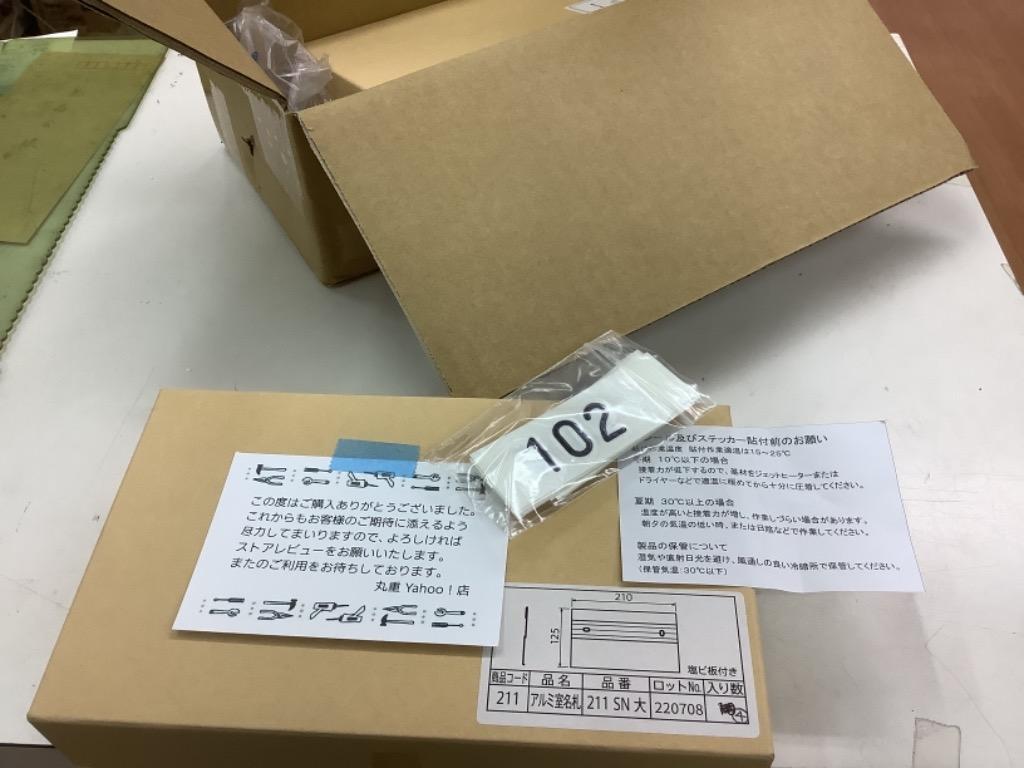 102
この度はご購入ありがとうございました。
これからもお客様のご期待に添えるよう
尽力してまいりますので、よろしければ
ストアレビューをお願いいたします。
またのご利用をお待ちしております。
丸重 Yahoo！店
及びステッカー貼付前のお願い
貼付作業適温は15～25℃
10℃以下の場合
接着力が低下するので、基材をジェットヒーターまたは
ドライヤーなどで適温に暖めてから十分に圧着してください。
夏期 30℃以上の場合
温度が高いと接着力が増し、作業しづらい場合があります。
朝夕の気温の低い時、または日陰などで作業してください。
製品の保管について
湿気や直射日光を避け、風通しの良い冷暗所で保管してください。
（保管気温:30℃以下）
210
125
塩ビ板付き
商品コード 品名 品番 ロットNo. 入り数
211 アルミ室名札 211 SN 大 220708 4